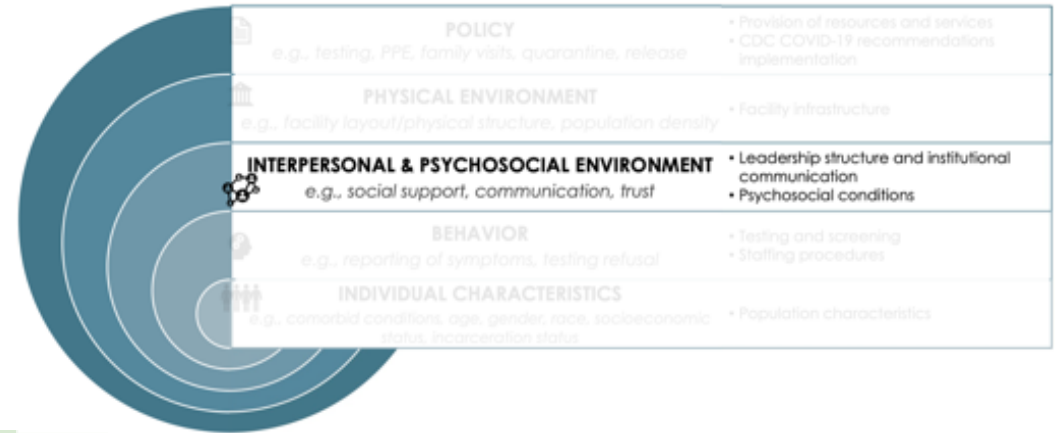 POLICY
e.g., testing, PPE, family visits, quarantine, release
• Provision of resources and services
• CDC COVID-19 recommendations
implementation
PHYSICAL ENVIRONMENT
e.g., facility layout/physical structure, population density
• Facility infrastructure
INTERPERSONAL & PSYCHOSOCIAL ENVIRONMENT
e.g., social support, communication, trust
• Leadership structure and institutional
communication
• Psychosocial conditions
BEHAVIOR
e.g., reporting of symptoms, testing refusal
• Testing and screening
• Staffing procedures
INDIVIDUAL CHARACTERISTICS
e.g., comorbid conditions, age, gender, race, socioeconomic
status, incarceration status
• Population characteristics